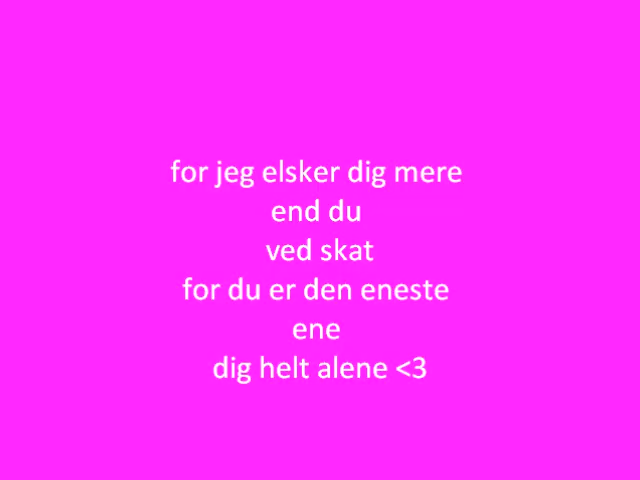 for jeg elsker dig mere
end du
ved skat
for du er den eneste
ene
dig helt alene <3